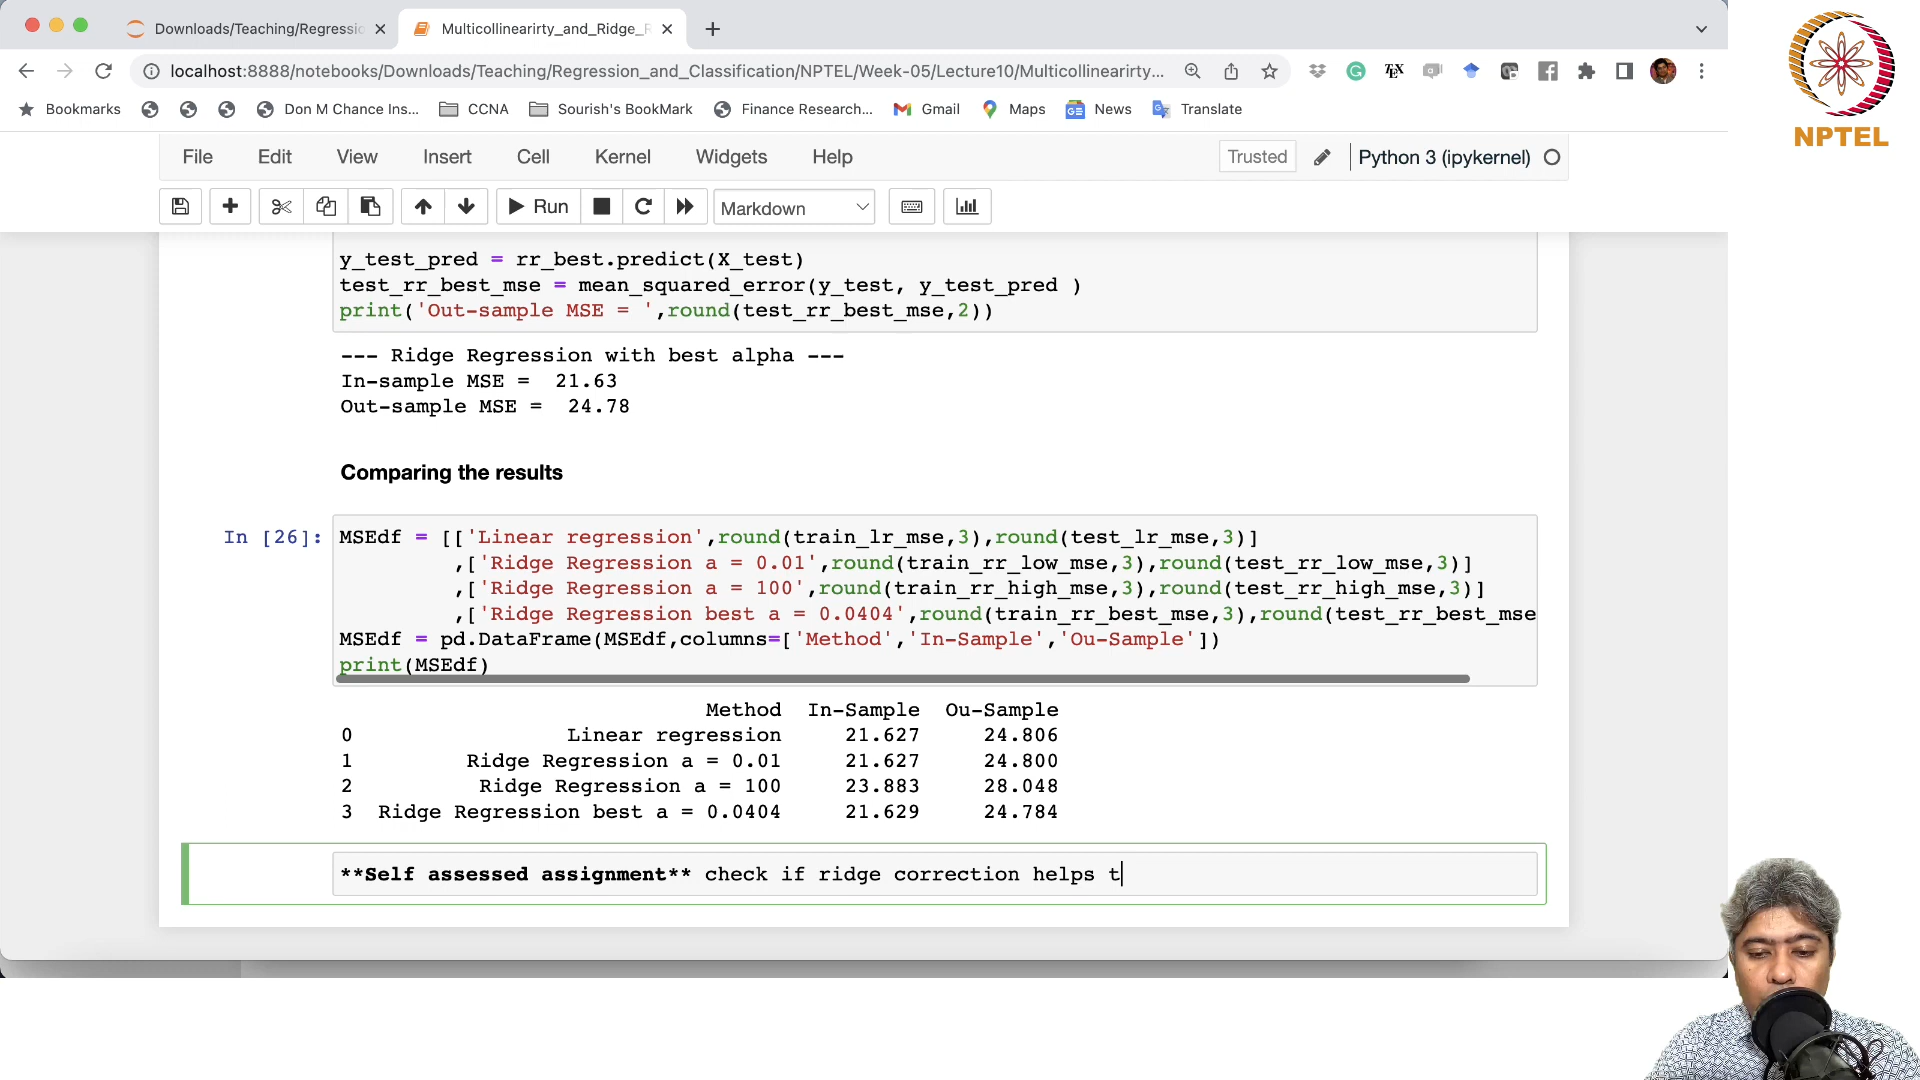 Downloads/Teaching/Regressio
Multicollinearirty_and_Ridge_R
localhost:8888/notebooks/Downloads/Teaching/Regression_and_Classification/NPTEL/Week-05/Lecture10/Multicollinearirty...
Bookmarks
Don M Chance Ins...
CCNA
Sourish's BookMark
Finance Research...
Gmail
Maps
News
Translate
NPTEL
File Edit View Insert Cell Kernel Widgets Help
Trusted
Python 3 (ipykernel)
Run
Markdown
y_test_pred = rr_best.predict(X_test)
test_rr_best_mse = mean_squared_error(y_test, y_test_pred )
print('Out-sample MSE = ',round(test_rr_best_mse,2))
--- Ridge Regression with best alpha ---
In-sample MSE =  21.63
Out-sample MSE =  24.78
Comparing the results
In [26]:
MSEdf = [['Linear regression',round(train_lr_mse,3),round(test_lr_mse,3)]
,['Ridge Regression a = 0.01',round(train_rr_low_mse,3),round(test_rr_low_mse,3)]
,['Ridge Regression a = 100',round(train_rr_high_mse,3),round(test_rr_high_mse,3)]
,['Ridge Regression best a = 0.0404',round(train_rr_best_mse,3),round(test_rr_best_mse
MSEdf = pd.DataFrame(MSEdf,columns=['Method','In-Sample','Ou-Sample'])
print(MSEdf)
Method In-Sample Ou-Sample
0 Linear regression 21.627 24.806
1 Ridge Regression a = 0.01 21.627 24.800
2 Ridge Regression a = 100 23.883 28.048
3 Ridge Regression best a = 0.0404 21.629 24.784
**Self assessed assignment** check if ridge correction helps t